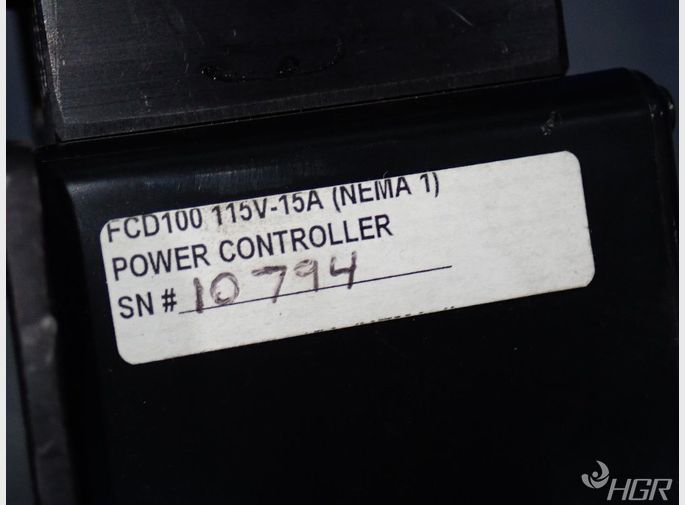 FCD100 115V-15A (NEMA 1)
POWER CONTROLLER
SN # 10794
HGR